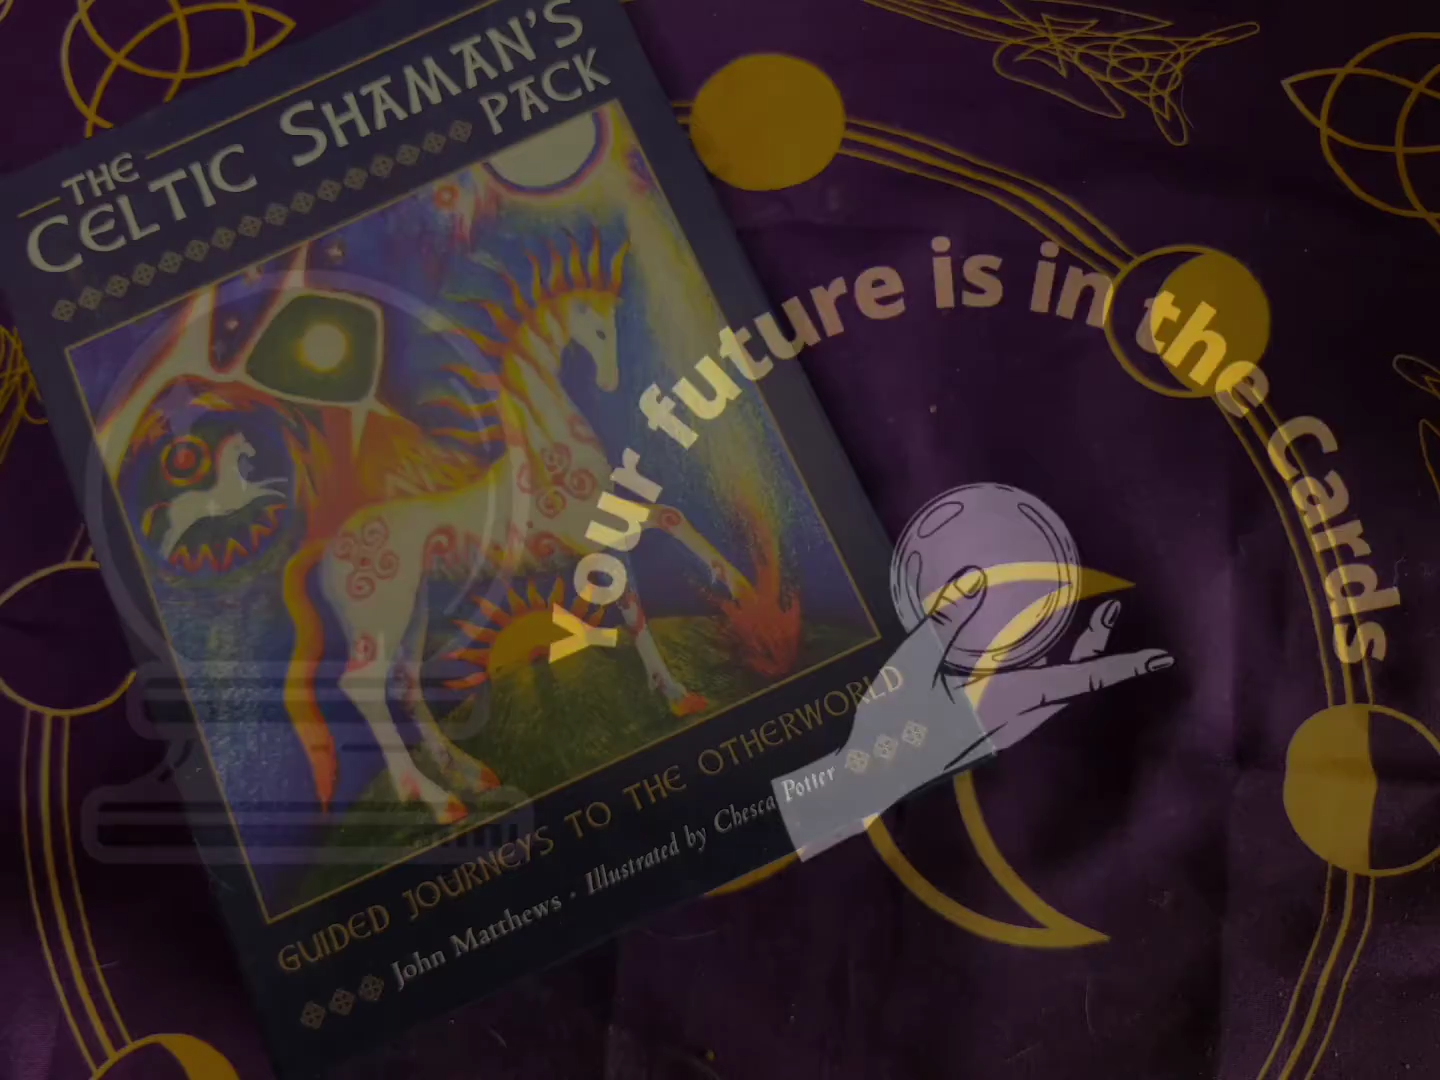 THE
CELTIC SHAMAN'S
PACK
Your future is in the Cards
GUIDED JOURNEYS TO THE OTHERWORLD
John Matthews · Illustrated by Chesca Potter